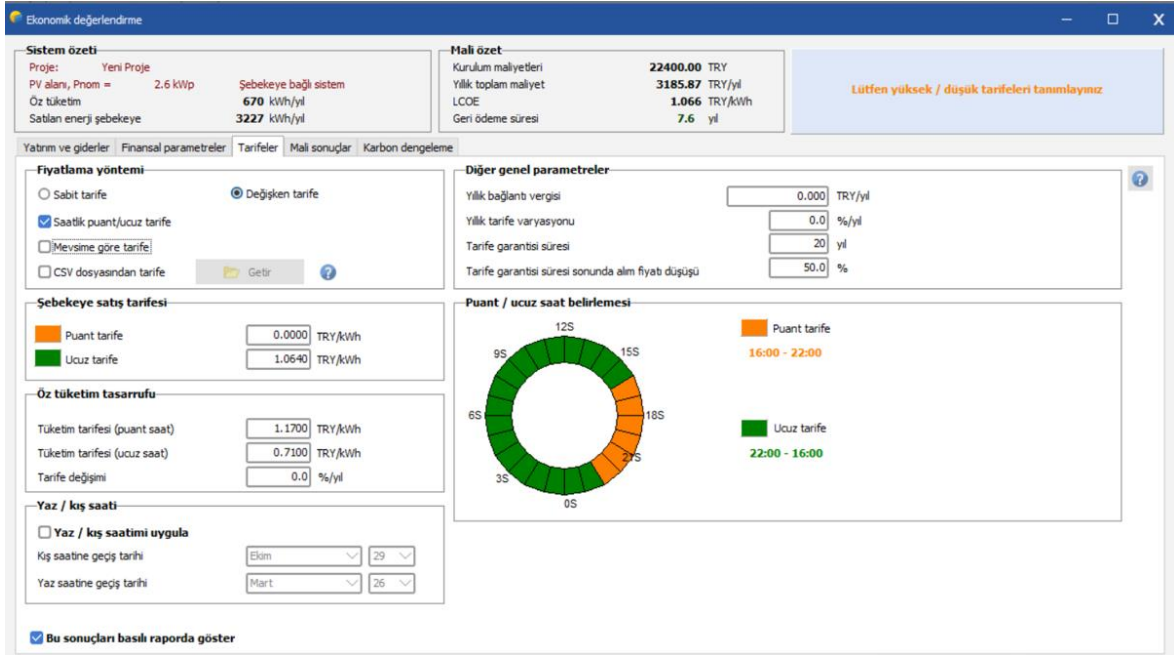 Ekonomik değerlendirme
Sistem özeti
Proje: Yeni Proje
PV alanı, Pnom = 2.6 kWp Şebekeye bağlı sistem
Öz tüketim 670 kWh/yıl
Satılan enerji şebekeye 3227 kWh/yıl
Mali özet
Kurulum maliyetleri 22400.00 TRY
Yıllık toplam maliyet 3185.87 TRY/yıl
LCOE 1.066 TRY/kWh
Geri ödeme süresi 7.6 yıl
Lütfen yüksek / düşük tarifeleri tanımlayınız
Yatırım ve giderler Finansal parametreler Tarifeler Mali sonuçlar Karbon dengeleme
Fiyatlama yöntemi
Sabit tarife Değişken tarife
Saatlik puant/ucuz tarife
Mevsime göre tarife
CSV dosyasından tarife Getir ?
Diğer genel parametreler
Yıllık bağlantı vergisi 0.000 TRY/yıl
Yıllık tarife varyasyonu 0.0 %/yıl
Tarife garantisi süresi 20 yıl
Tarife garantisi süresi sonunda alım fiyatı düşüşü 50.0 %
?
Şebekeye satış tarifesi
Puant tarife 0.0000 TRY/kWh
Ucuz tarife 1.0640 TRY/kWh
Öz tüketim tasarrufu
Tüketim tarifesi (puant saat) 1.1700 TRY/kWh
Tüketim tarifesi (ucuz saat) 0.7100 TRY/kWh
Tarife değişimi 0.0 %/yıl
Yaz / kış saati
Yaz / kış saatimi uygula
Kış saatine geçiş tarihi Ekim 29
Yaz saatine geçiş tarihi Mart 26
Puant / ucuz saat belirlemesi
12S
9S 15S
6S 18S
3S 21S
0S
Puant tarife
16:00 - 22:00
Ucuz tarife
22:00 - 16:00
Bu sonuçları basılı raporda göster